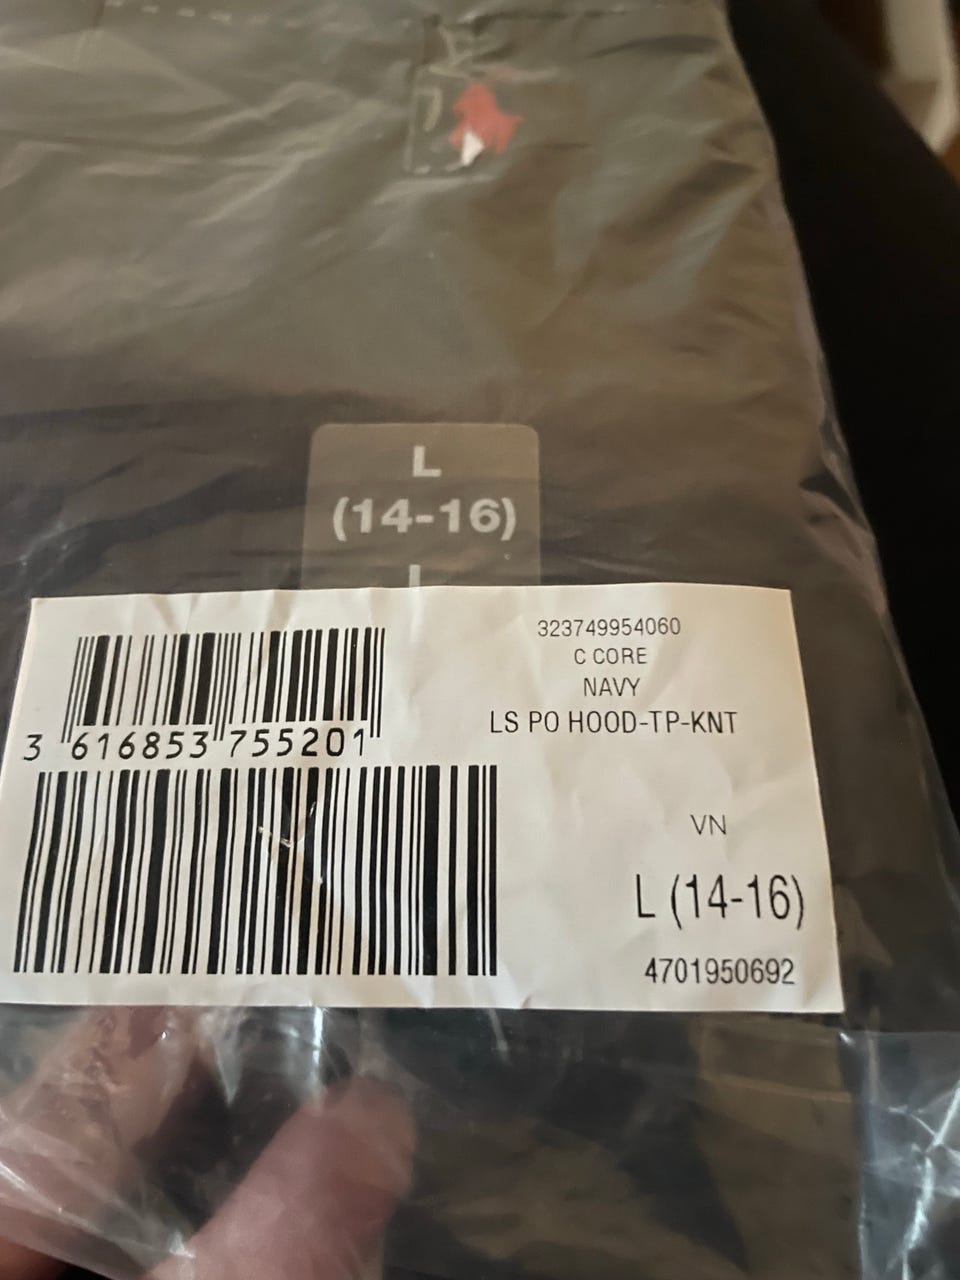 L
(14-16)
L
323749954060
C CORE
NAVY
LS PO HOOD-TP-KNT
3 616853 755201
VN
L (14-16)
4701950692